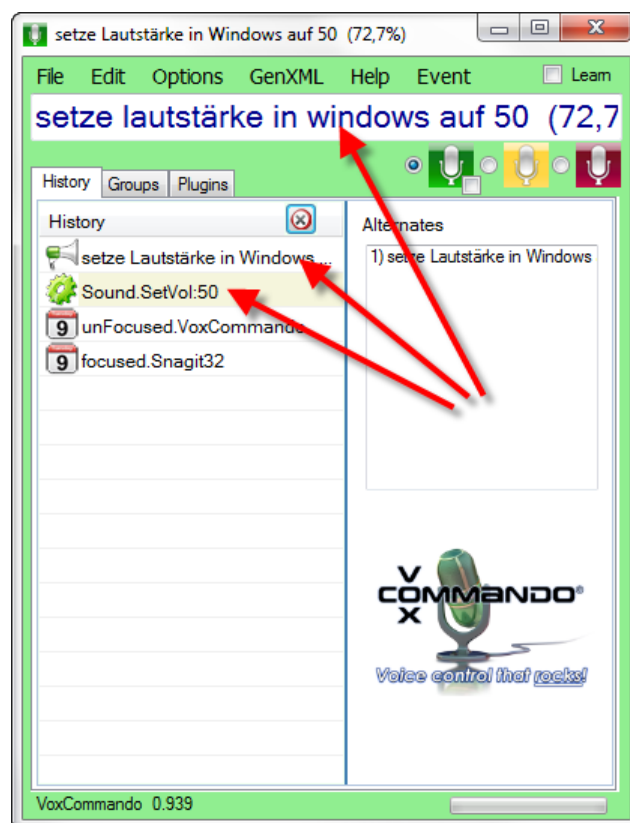 setze Lautstärke in Windows auf 50 (72,7%)
File Edit Options GenXML Help Event Learn
setze lautstärke in windows auf 50 (72,7
History Groups Plugins
History
setze Lautstärke in Windows ...
Sound.SetVol:50
9 unFocused.VoxCommando
9 focused.Snagit32
Alternates
1) setze Lautstärke in Windows
VOX
COMMANDO®
Voice control that rocks!
VoxCommando 0.939